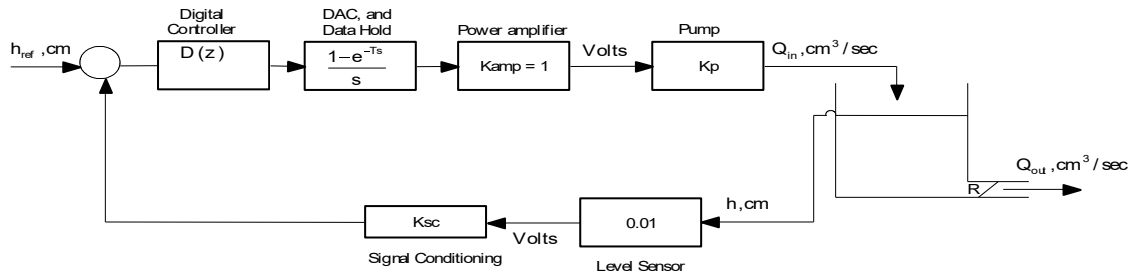 Digital
Controller
DAC, and
Data Hold
Power amplifier
Pump
h_ref ,cm
D (z)
1−e^−Ts
s
Kamp = 1
Volts
Kp
Q_in, cm³ / sec
Q_out, cm³ / sec
R
h, cm
0.01
Volts
Ksc
Signal Conditioning
Level Sensor